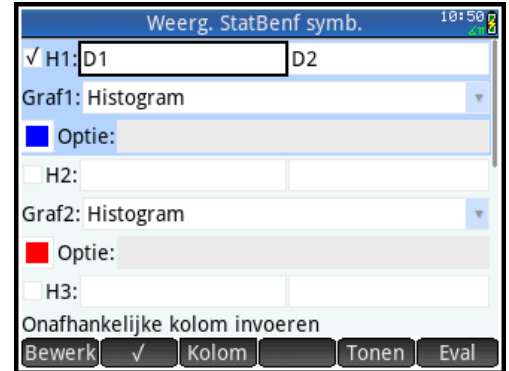 Weerg. StatBenf symb. 10:50
∡π
√ H1: D1 D2
Graf1: Histogram
Optie:
H2:
Graf2: Histogram
Optie:
H3:
Onafhankelijke kolom invoeren
Bewerk √ Kolom Tonen Eval